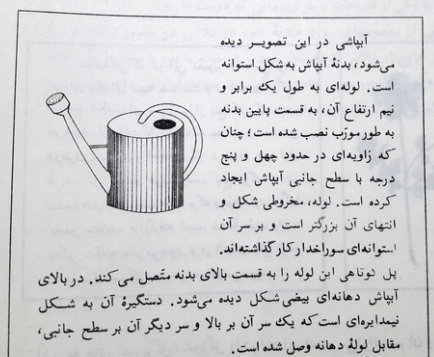 آبپاشی در این تصویر دیده
می‌شود، بدنهٔ آبپاش به شکل استوانه
است. لوله‌ای به طول یک برابر و
نیم ارتفاع آن، به قسمت پایین بدنه
به طور مورّب نصب شده است؛ چنان
که زاویه‌ای در حدود چهل و پنج
درجه با سطح جانبی آبپاش ایجاد
کرده است. لوله، مخروطی شکل و
انتهای آن بزرگتر است و بر سر آن
استوانه‌ای سوراخدار کار گذاشته‌اند.
پل کوتاهی این لوله را به قسمت بالای بدنه متّصل می‌کند. در بالای
آبپاش دهانه‌ای بیضی شکل دیده می‌شود. دستگیرهٔ آن به شکل
نیمدایره‌ای است که یک سر آن بر بالا و سر دیگر آن بر سطح جانبی،
مقابل لولهٔ دهانه وصل شده است.